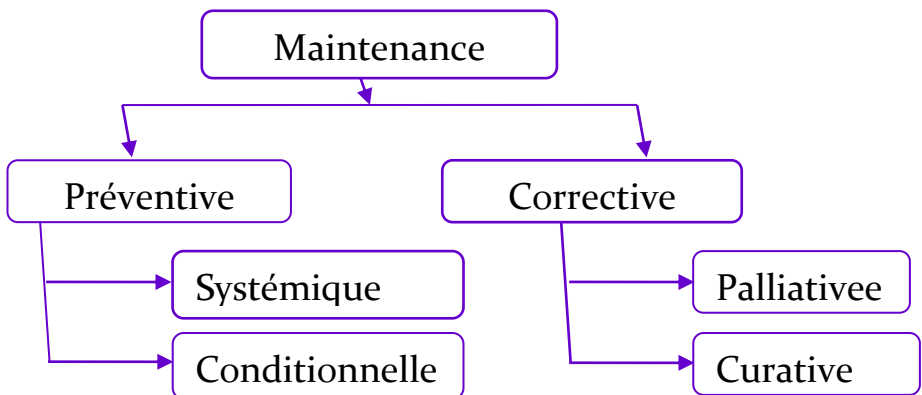 Maintenance
Préventive
Corrective
Systémique
Palliativee
Conditionnelle
Curative